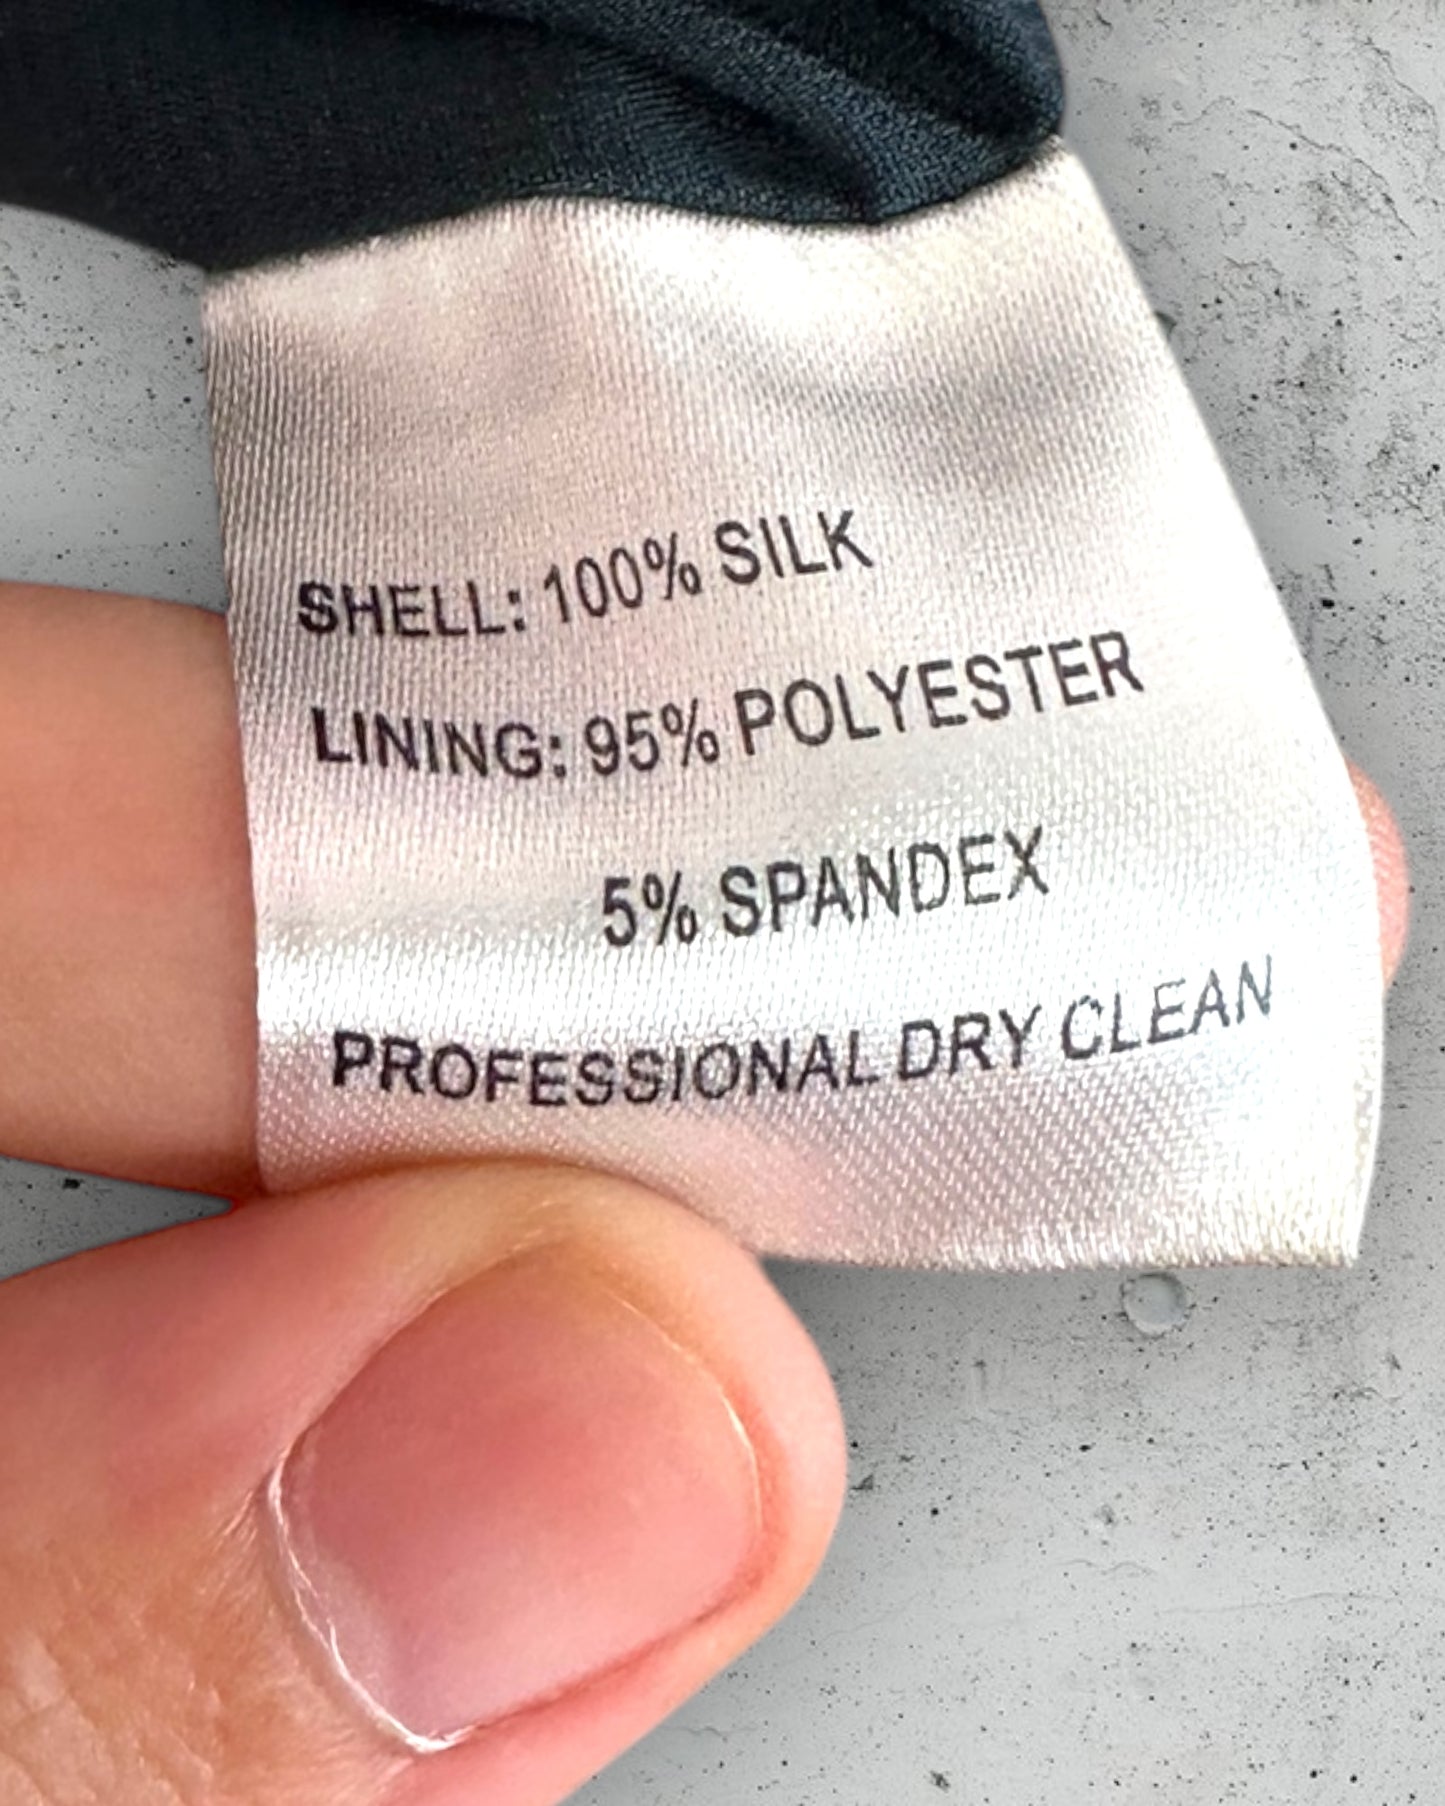 SHELL: 100% SILK
LINING: 95% POLYESTER
5% SPANDEX
PROFESSIONAL DRY CLEAN